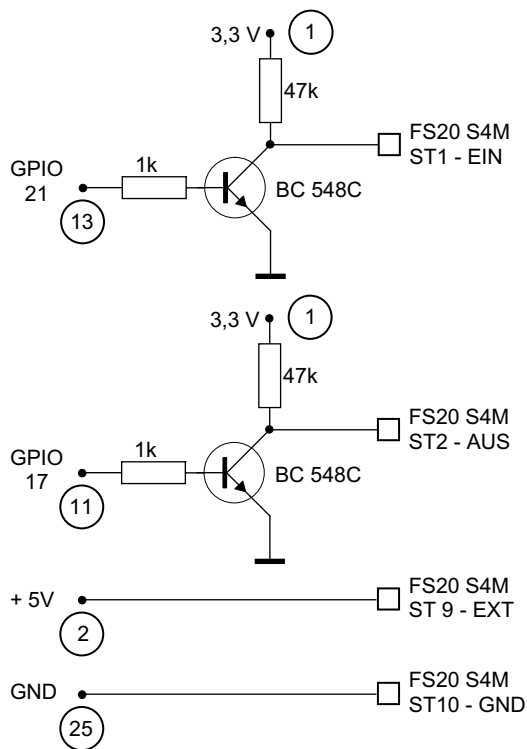 3,3 V
1
47k
FS20 S4M
ST1 - EIN
GPIO
21
1k
13
BC 548C
3,3 V
1
47k
FS20 S4M
ST2 - AUS
GPIO
17
1k
11
BC 548C
+ 5V
2
FS20 S4M
ST 9 - EXT
GND
25
FS20 S4M
ST10 - GND